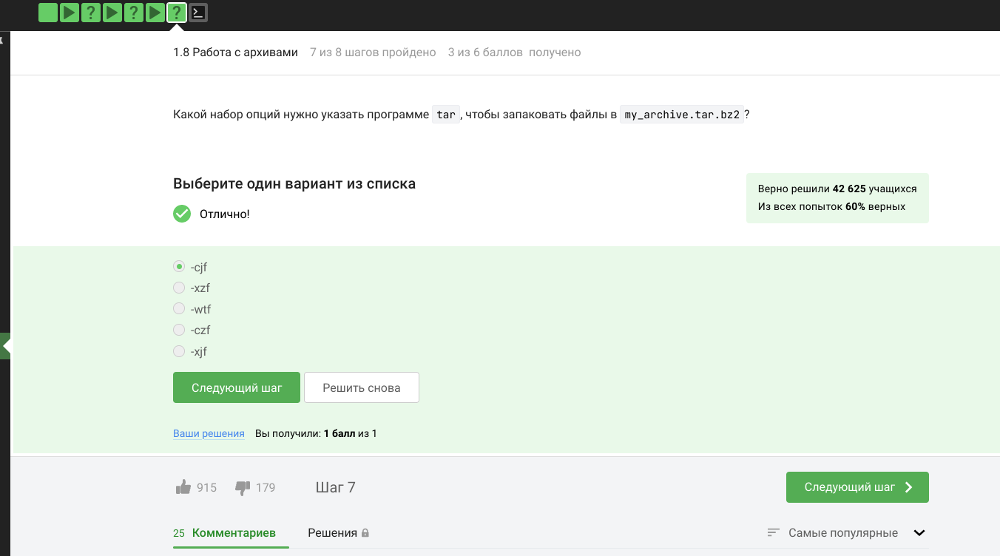 1.8 Работа с архивами 7 из 8 шагов пройдено 3 из 6 баллов получено
Какой набор опций нужно указать программе tar, чтобы запаковать файлы в my_archive.tar.bz2?
Выберите один вариант из списка
Отлично!
Верно решили 42 625 учащихся
Из всех попыток 60% верных
-cjf
-xzf
-wtf
-czf
-xjf
Следующий шаг Решить снова
Ваши решения Вы получили: 1 балл из 1
915 179 Шаг 7 Следующий шаг
25 Комментариев Решения Самые популярные